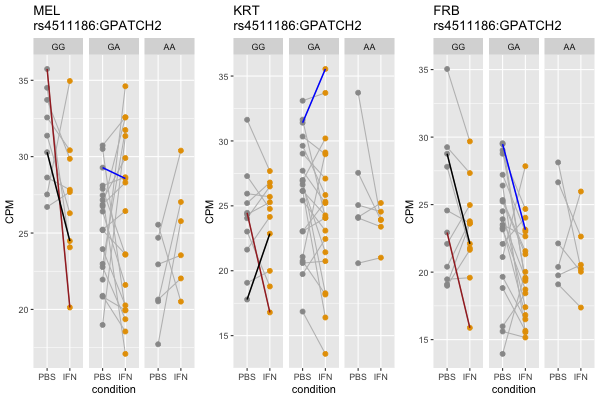 MEL
rs4511186:GPATCH2
GG GA AA
CPM
35
30
25
20
PBS IFN PBS IFN PBS IFN
condition
KRT
rs4511186:GPATCH2
GG GA AA
CPM
35
30
25
20
15
PBS IFN PBS IFN PBS IFN
condition
FRB
rs4511186:GPATCH2
GG GA AA
CPM
35
30
25
20
15
PBS IFN PBS IFN PBS IFN
condition